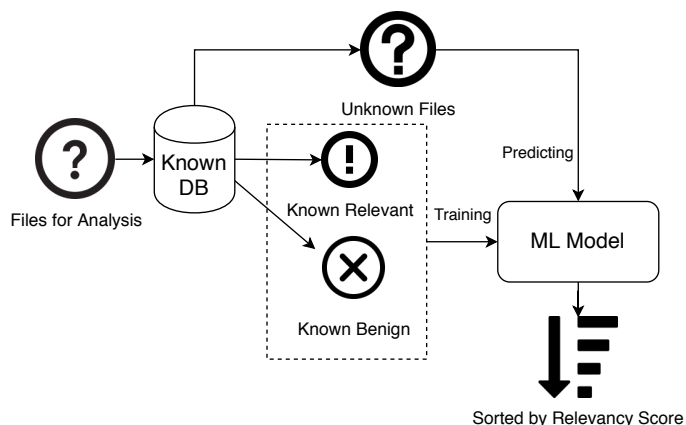 Unknown Files
Files for Analysis
Known
DB
Known Relevant
Known Benign
Training
Predicting
ML Model
Sorted by Relevancy Score